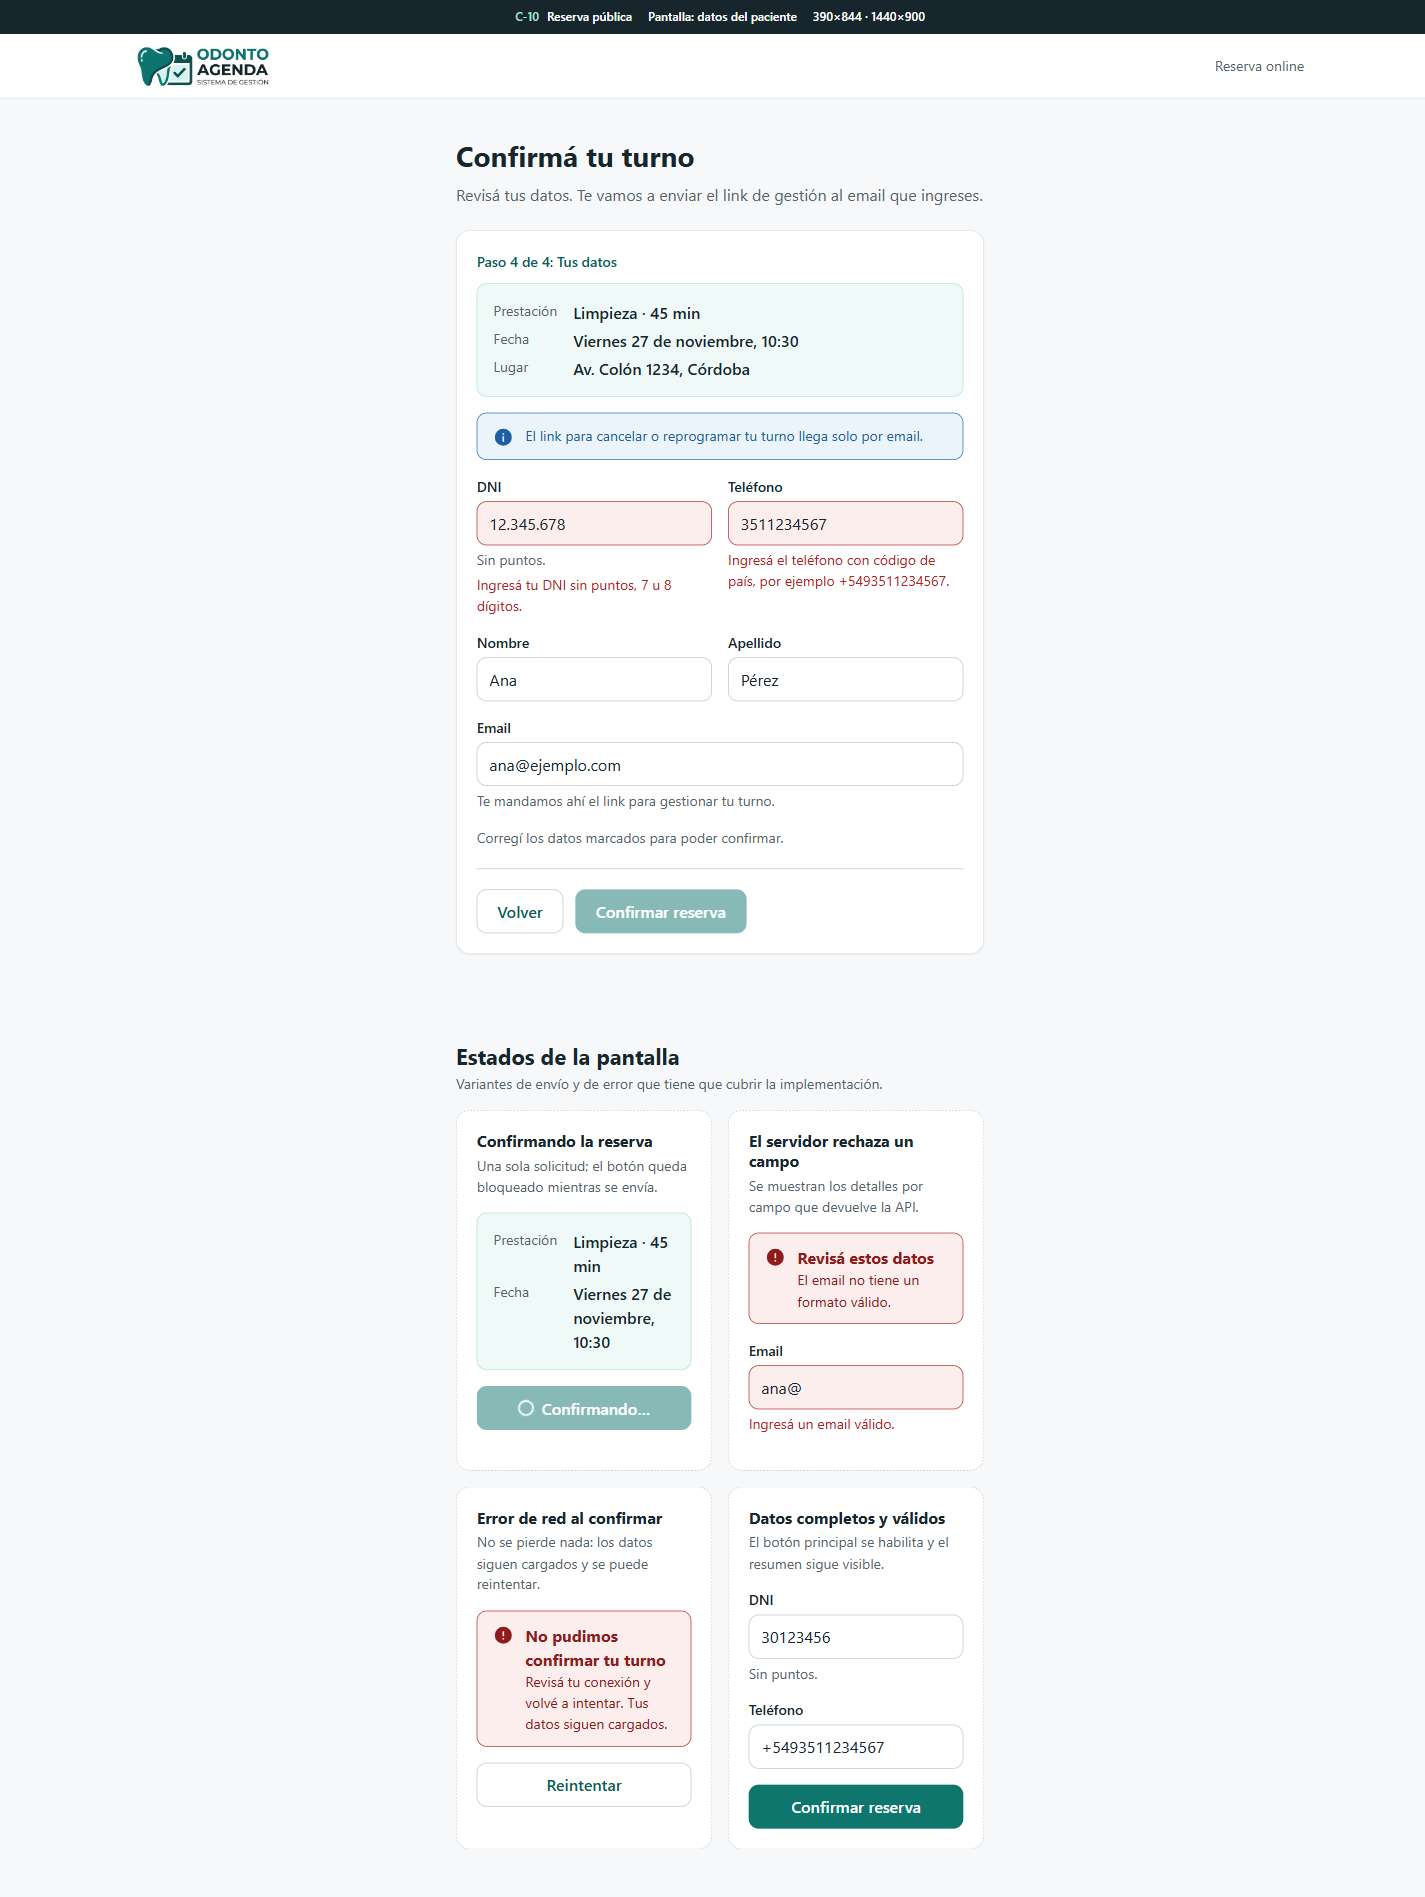 C-10 Reserva pública Pantalla: datos del paciente 390×844 · 1440×900
ODONTO
AGENDA
SISTEMA DE GESTIÓN
Reserva online
Confirmá tu turno
Revisá tus datos. Te vamos a enviar el link de gestión al email que ingreses.
Paso 4 de 4: Tus datos
Prestación Limpieza · 45 min
Fecha Viernes 27 de noviembre, 10:30
Lugar Av. Colón 1234, Córdoba
El link para cancelar o reprogramar tu turno llega solo por email.
DNI
12.345.678
Sin puntos.
Ingresá tu DNI sin puntos, 7 u 8
dígitos.
Teléfono
3511234567
Ingresá el teléfono con código de
país, por ejemplo +5493511234567.
Nombre
Ana
Apellido
Pérez
Email
ana@ejemplo.com
Te mandamos ahí el link para gestionar tu turno.
Corregí los datos marcados para poder confirmar.
Volver
Confirmar reserva
Estados de la pantalla
Variantes de envío y de error que tiene que cubrir la implementación.
Confirmando la reserva
Una sola solicitud; el botón queda
bloqueado mientras se envía.
Prestación Limpieza · 45
min
Fecha Viernes 27 de
noviembre,
10:30
Confirmando...
El servidor rechaza un
campo
Se muestran los detalles por
campo que devuelve la API.
Revisá estos datos
El email no tiene un
formato válido.
Email
ana@
Ingresá un email válido.
Error de red al confirmar
No se pierde nada: los datos
siguen cargados y se puede
reintentar.
No pudimos
confirmar tu turno
Revisá tu conexión y
volvé a intentar. Tus
datos siguen cargados.
Reintentar
Datos completos y válidos
El botón principal se habilita y el
resumen sigue visible.
DNI
30123456
Sin puntos.
Teléfono
+5493511234567
Confirmar reserva